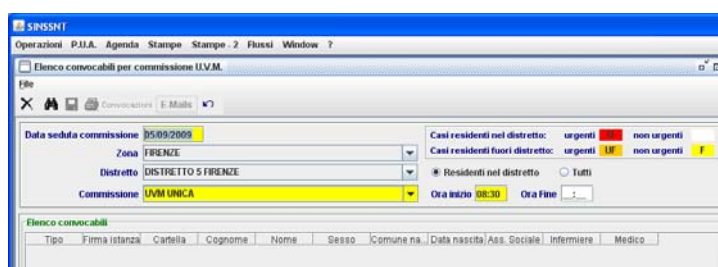 SINSSNT
Operazioni P.U.A. Agenda Stampe Stampe - 2 Flussi Window ?
Elenco convocabili per commissione U.V.M.
File
Convocazioni E.Mails
Data seduta commissione 05/09/2009
Casi residenti nel distretto: urgenti U non urgenti
Zona FIRENZE
Casi residenti fuori distretto: urgenti UF non urgenti F
Distretto DISTRETTO 5 FIRENZE
Residenti nel distretto Tutti
Commissione UVM UNICA
Ora inizio 08:30 Ora Fine __:__
Elenco convocabili
Tipo Firma istanza Cartella Cognome Nome Sesso Comune na... Data nascita Ass. Sociale Infermiere Medico